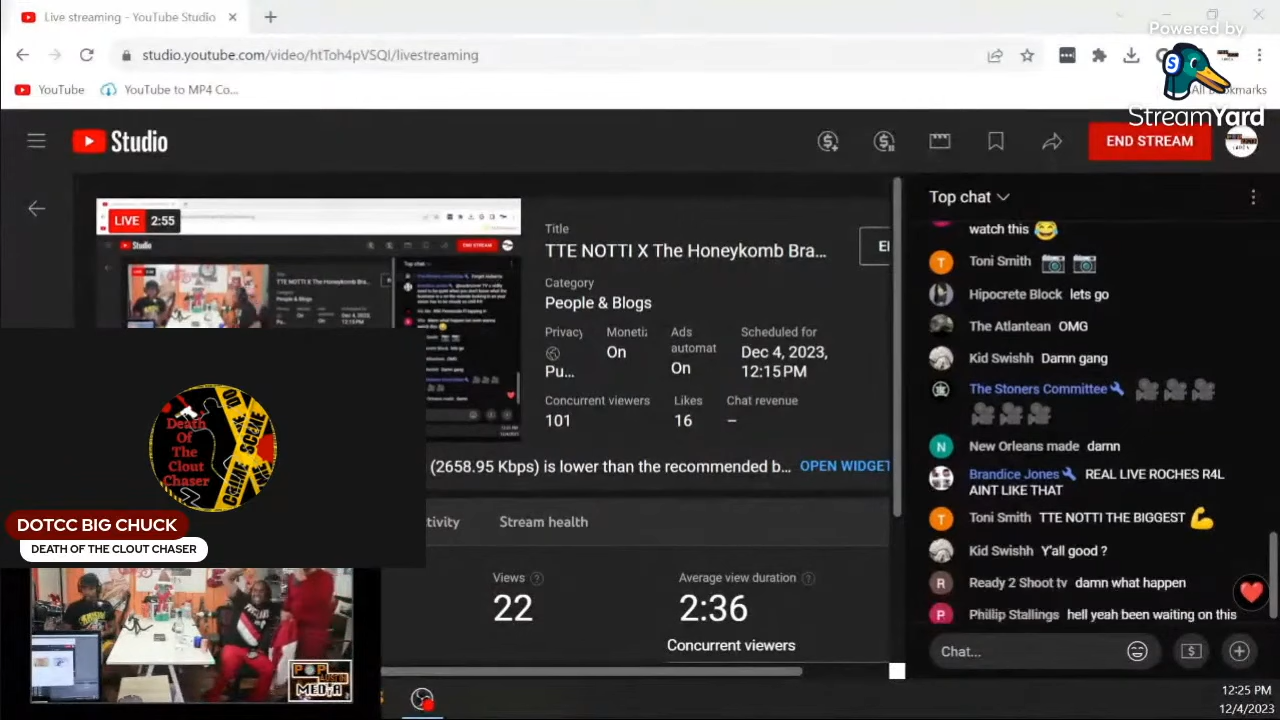 Live streaming - YouTube Studio
Powered by
studio.youtube.com/video/htToh4pVSQI/livestreaming
YouTube
YouTube to MP4 Co...
All Bookmarks
StreamYard
Studio
END STREAM
LIVE 2:55
Title
TTE NOTTI X The Honeykomb Bra...
Category
People & Blogs
Privacy
Pu...
Ads
automat
On
On
Scheduled for
Dec 4, 2023,
12:15 PM
Concurrent viewers
101
Likes
16
Chat revenue
–
(2658.95 Kbps) is lower than the recommended b...
OPEN WIDGET
Stream health
Views
22
Average view duration
2:36
Concurrent viewers
Death
Of
The
Clout
Chaser
SCENE
DOTCC BIG CHUCK
DEATH OF THE CLOUT CHASER
POP
AUSTIN
MEDIA
Top chat
watch this 😂
Toni Smith 📷 📷
Hipocrete Block lets go
The Atlantean OMG
Kid Swishh Damn gang
The Stoners Committee 🎥 🎥 🎥
🎥 🎥 🎥
New Orleans made damn
Brandice Jones REAL LIVE ROCHES R4L
AINT LIKE THAT
Toni Smith TTE NOTTI THE BIGGEST 💪
Kid Swishh Y'all good ?
Ready 2 Shoot tv damn what happen
Phillip Stallings hell yeah been waiting on this
Chat...
12:25 PM
12/4/2023